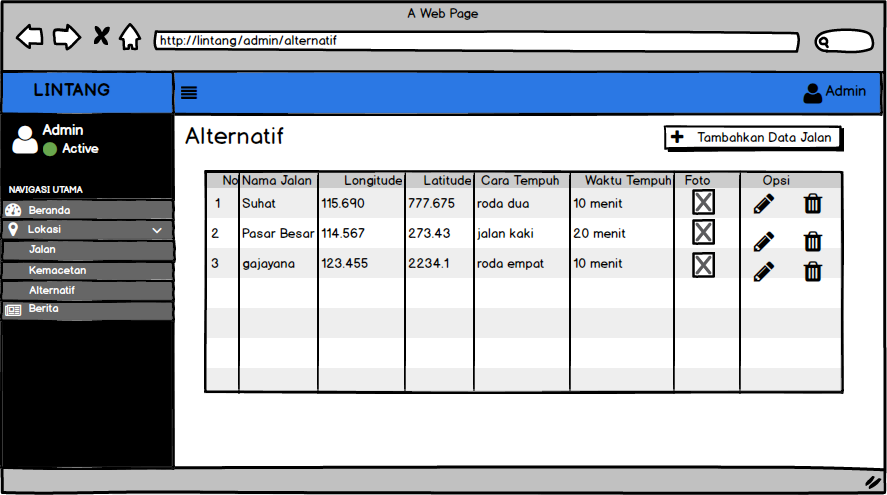 A Web Page
http://lintang/admin/alternatif
LINTANG
Admin
Admin
Active
Alternatif
Tambahkan Data Jalan
NAVIGASI UTAMA
Beranda
Lokasi
Jalan
Kemacetan
Alternatif
Berita
No Nama Jalan Longitude Latitude Cara Tempuh Waktu Tempuh Foto Opsi
1 Suhat 115.690 777.675 roda dua 10 menit
2 Pasar Besar 114.567 273.43 jalan kaki 20 menit
3 gajayana 123.455 2234.1 roda empat 10 menit